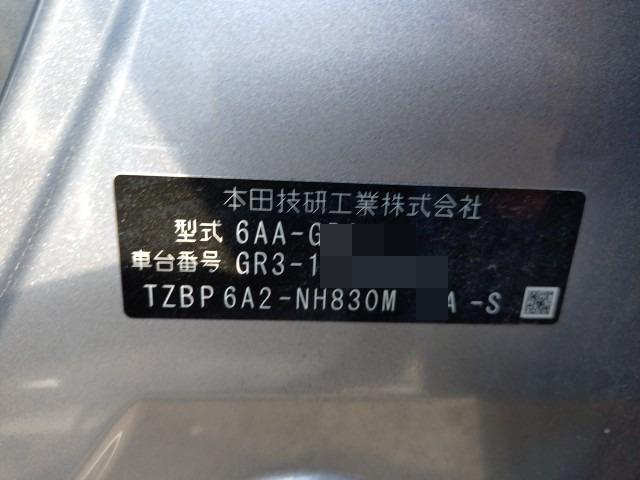 本田技研工業株式会社
型式 6AA-G
車台番号 GR3-1
TZBP 6A2-NH830M A -S